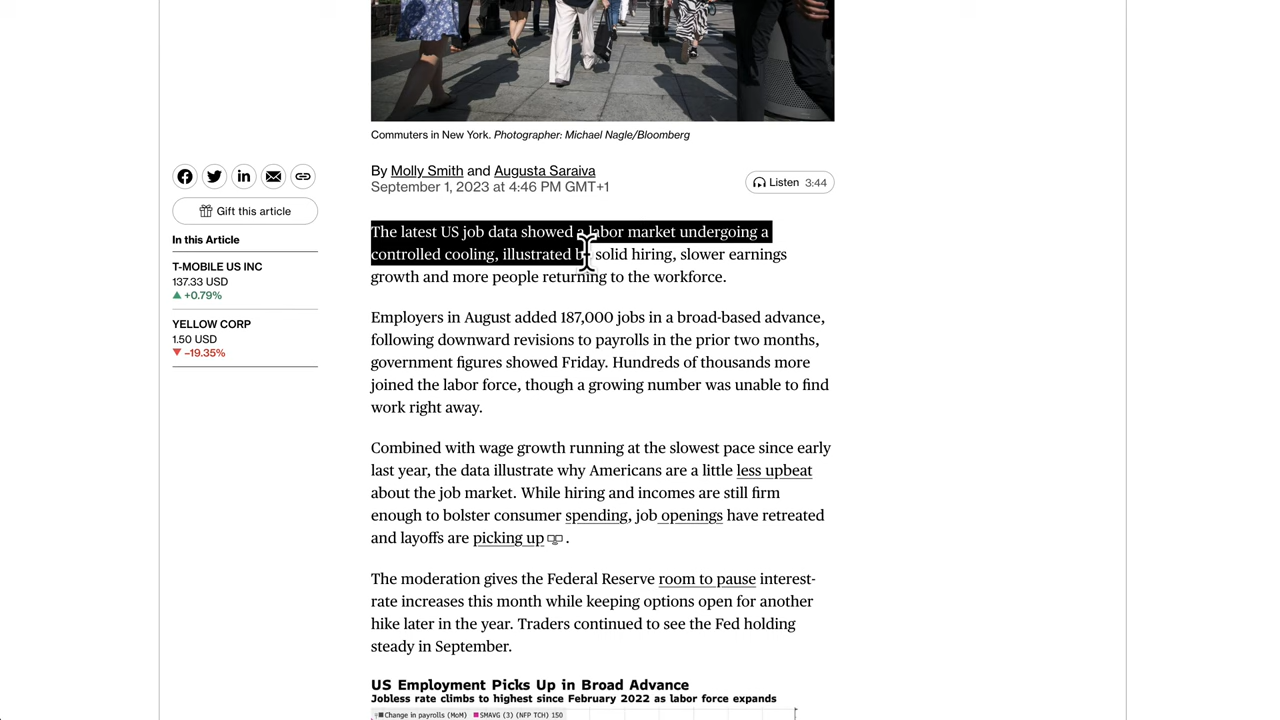 Commuters in New York. Photographer: Michael Nagle/Bloomberg
By Molly Smith and Augusta Saraiva
September 1, 2023 at 4:46 PM GMT+1
Listen 3:44
Gift this article
In this Article
T-MOBILE US INC
137.33 USD
+0.79%
YELLOW CORP
1.50 USD
–19.35%
The latest US job data showed a labor market undergoing a
controlled cooling, illustrated by solid hiring, slower earnings
growth and more people returning to the workforce.
Employers in August added 187,000 jobs in a broad-based advance,
following downward revisions to payrolls in the prior two months,
government figures showed Friday. Hundreds of thousands more
joined the labor force, though a growing number was unable to find
work right away.
Combined with wage growth running at the slowest pace since early
last year, the data illustrate why Americans are a little less upbeat
about the job market. While hiring and incomes are still firm
enough to bolster consumer spending, job openings have retreated
and layoffs are picking up.
The moderation gives the Federal Reserve room to pause interest-
rate increases this month while keeping options open for another
hike later in the year. Traders continued to see the Fed holding
steady in September.
US Employment Picks Up in Broad Advance
Jobless rate climbs to highest since February 2022 as labor force expands
Change in payrolls (MoM) SMAVG (3) (NFP TCH) 150